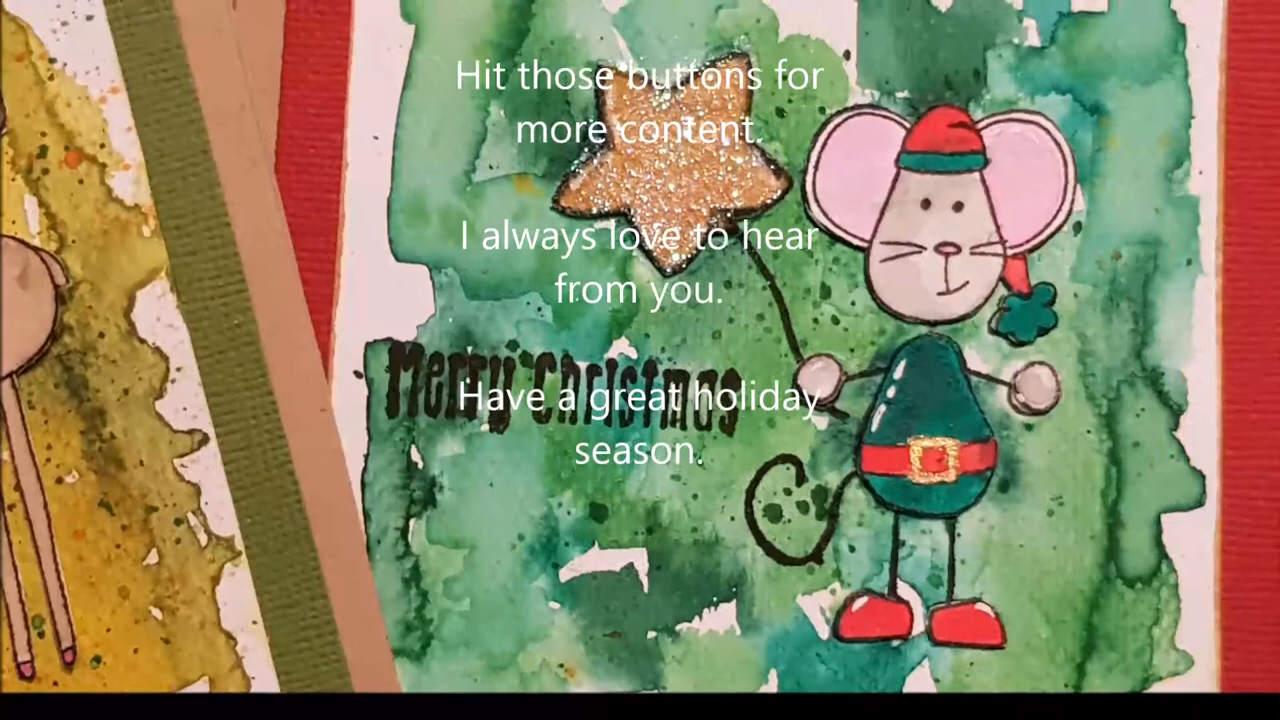 Hit those buttons for
more content.
I always love to hear
from you.
Merry Christmas
Have a great holiday
season.